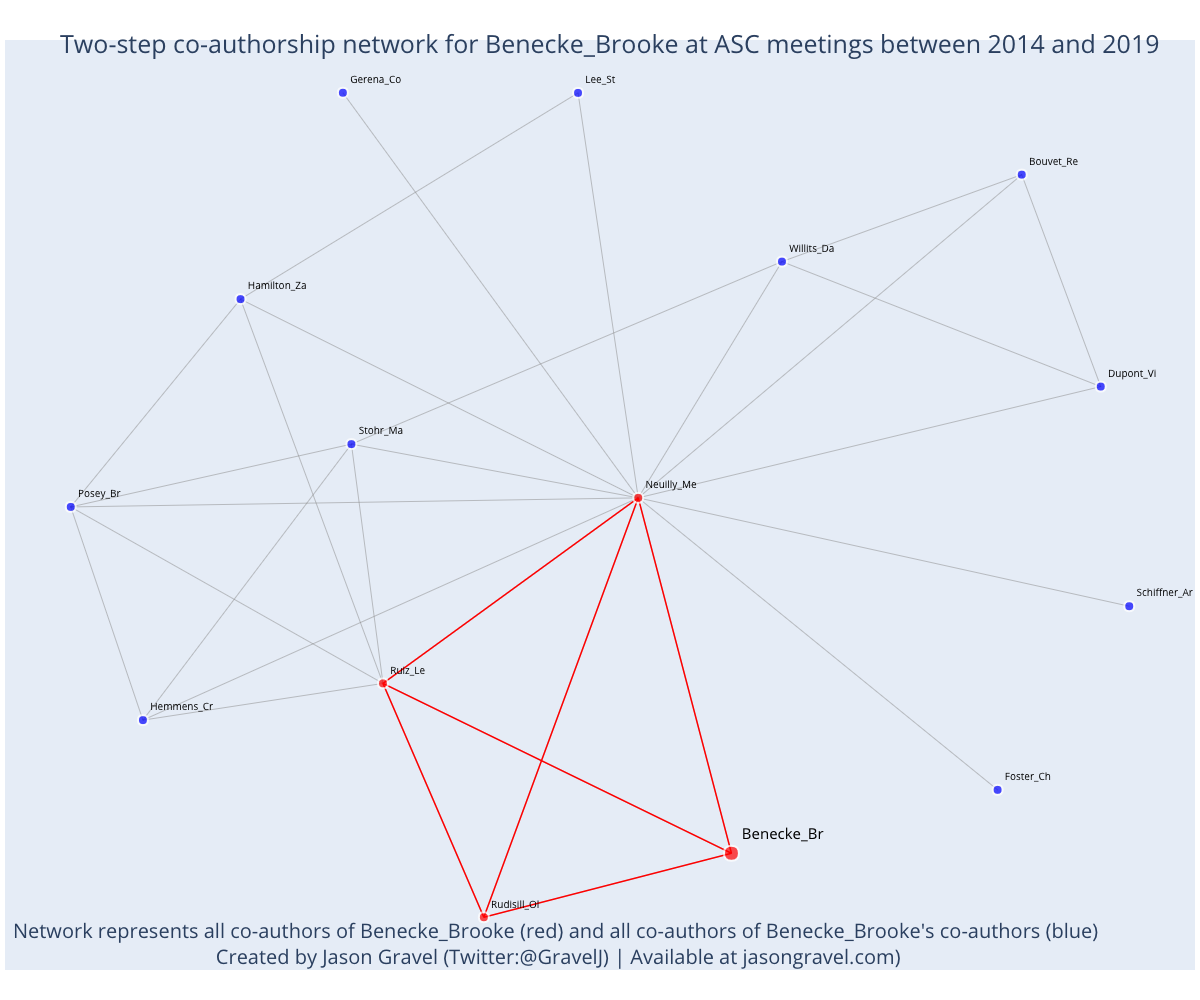 Two-step co-authorship network for Benecke_Brooke at ASC meetings between 2014 and 2019
Gerena_Co
Lee_St
Bouvet_Re
Willits_Da
Hamilton_Za
Dupont_Vi
Stohr_Ma
Neuilly_Me
Posey_Br
Schiffner_Ar
Ruiz_Le
Hemmens_Cr
Foster_Ch
Benecke_Br
Rudisill_Ol
Network represents all co-authors of Benecke_Brooke (red) and all co-authors of Benecke_Brooke's co-authors (blue)
Created by Jason Gravel (Twitter:@GravelJ) | Available at jasongravel.com)